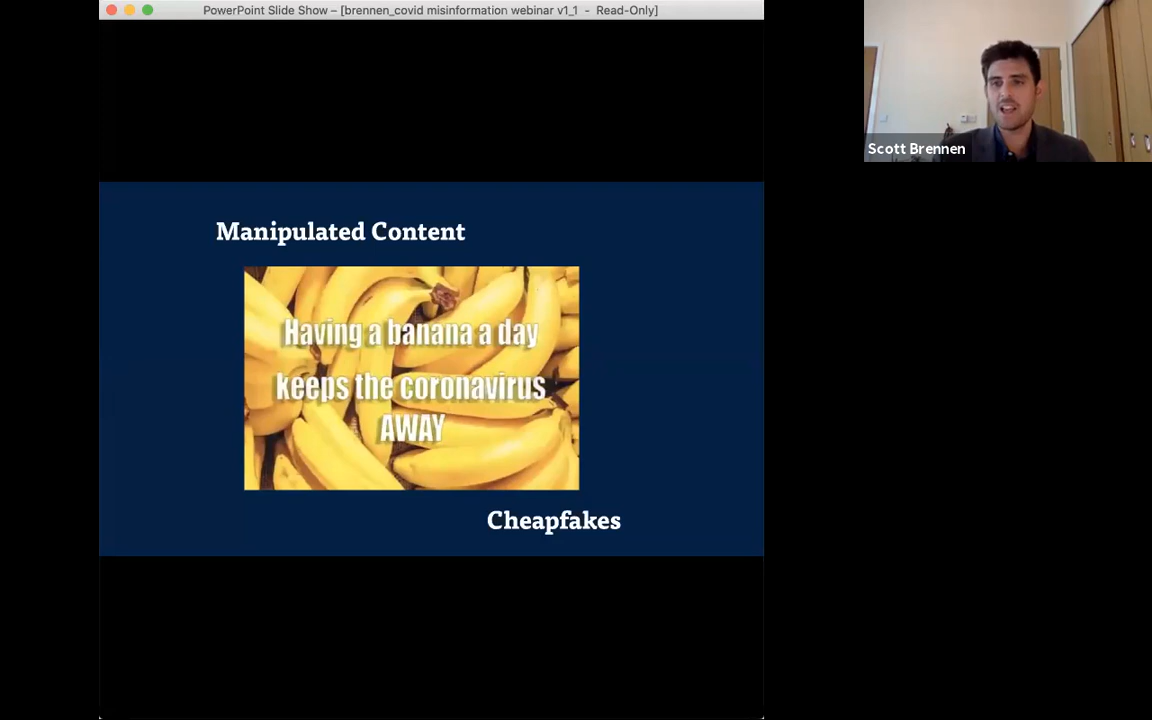 PowerPoint Slide Show – [brennen_covid misinformation webinar v1_1 - Read-Only]
Scott Brennen
Manipulated Content
Having a banana a day
keeps the coronavirus
AWAY
Cheapfakes